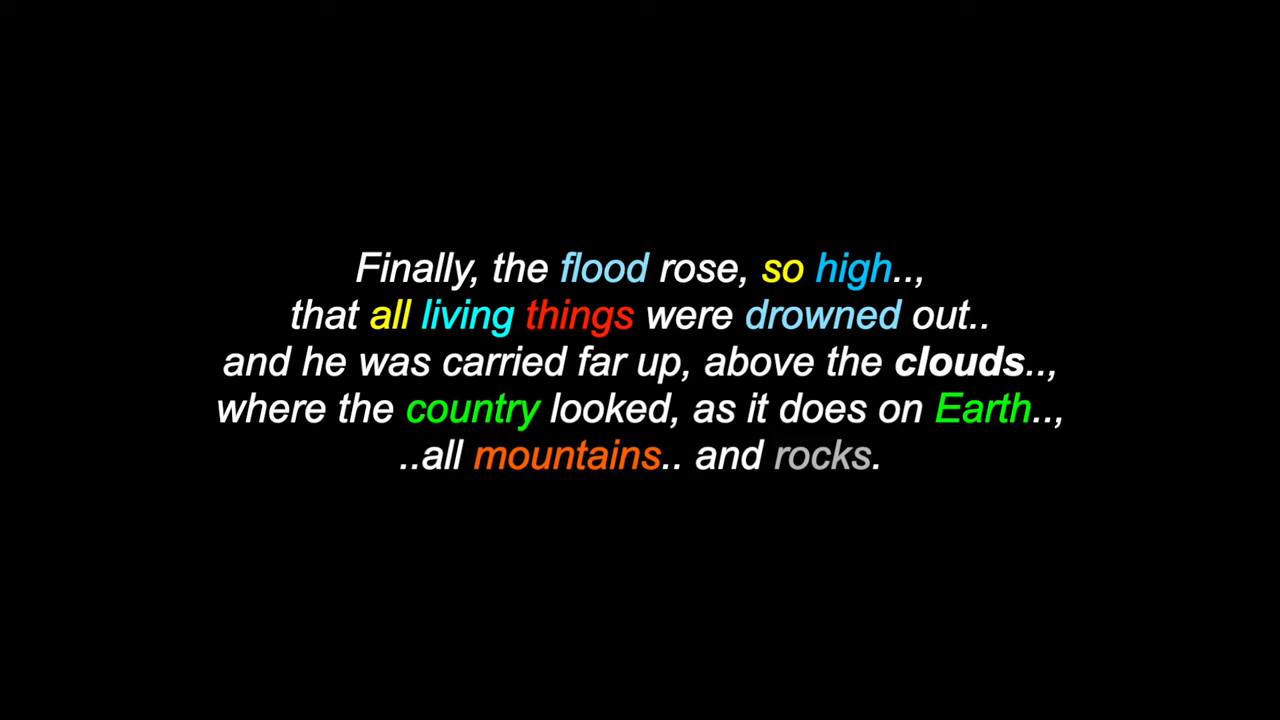 Finally, the flood rose, so high..,
that all living things were drowned out..
and he was carried far up, above the clouds..,
where the country looked, as it does on Earth..,
..all mountains.. and rocks.